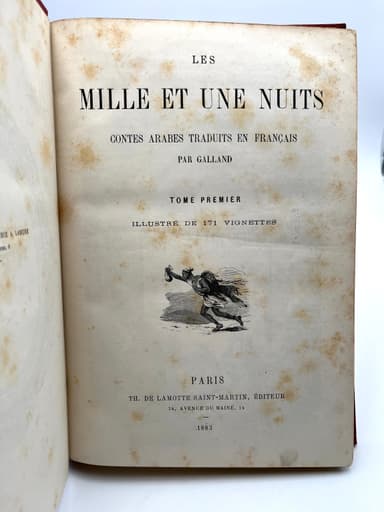 LES
MILLE ET UNE NUITS
CONTES ARABES TRADUITS EN FRANÇAIS
PAR GALLAND
TOME PREMIER
ILLUSTRÉ DE 171 VIGNETTES
PARIS
TH. DE LAMOTTE SAINT-MARTIN, ÉDITEUR
14, AVENUE DU MAINE, 14
1883